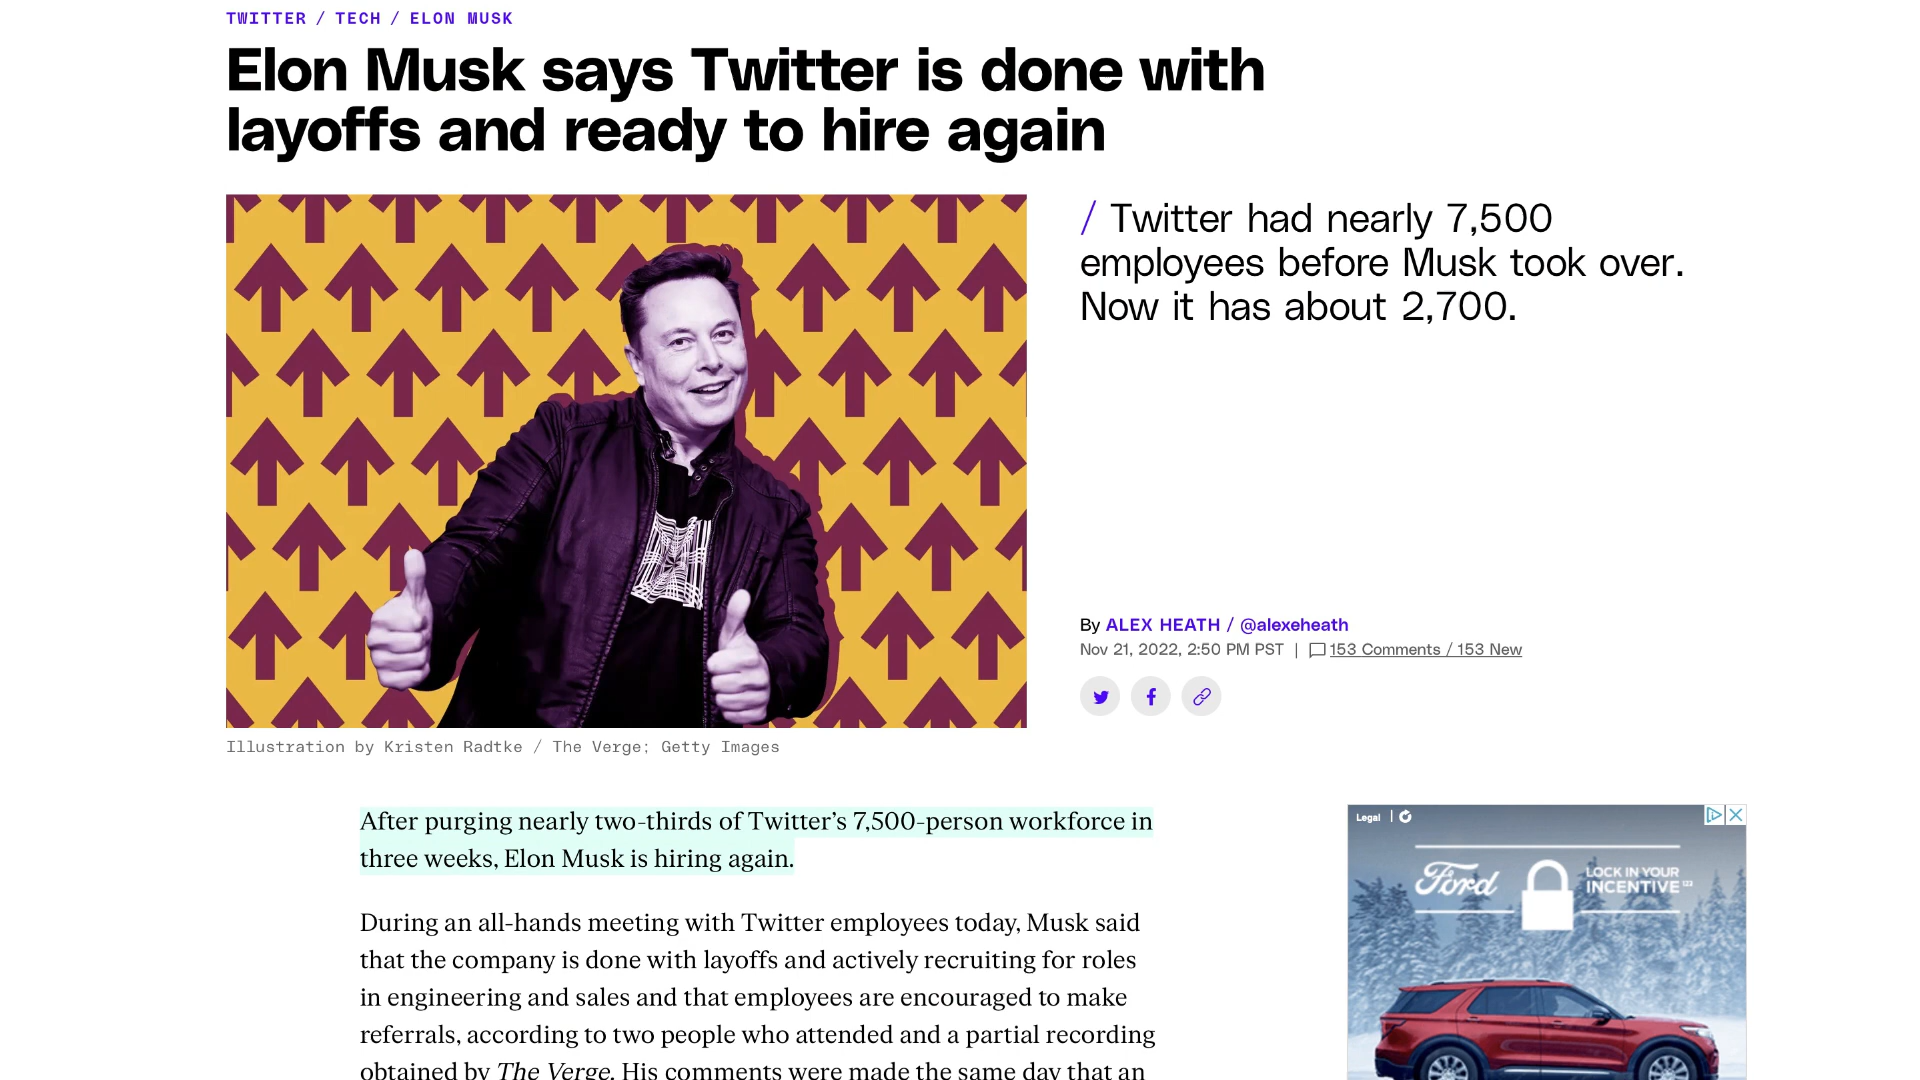 TWITTER / TECH / ELON MUSK
Elon Musk says Twitter is done with
layoffs and ready to hire again
/ Twitter had nearly 7,500
employees before Musk took over.
Now it has about 2,700.
By ALEX HEATH / @alexeheath
Nov 21, 2022, 2:50 PM PST | 153 Comments / 153 New
Illustration by Kristen Radtke / The Verge; Getty Images
After purging nearly two-thirds of Twitter’s 7,500-person workforce in
three weeks, Elon Musk is hiring again.
During an all-hands meeting with Twitter employees today, Musk said
that the company is done with layoffs and actively recruiting for roles
in engineering and sales and that employees are encouraged to make
referrals, according to two people who attended and a partial recording
obtained by The Verge. His comments were made the same day that an
Legal
Ford
LOCK IN YOUR
INCENTIVE